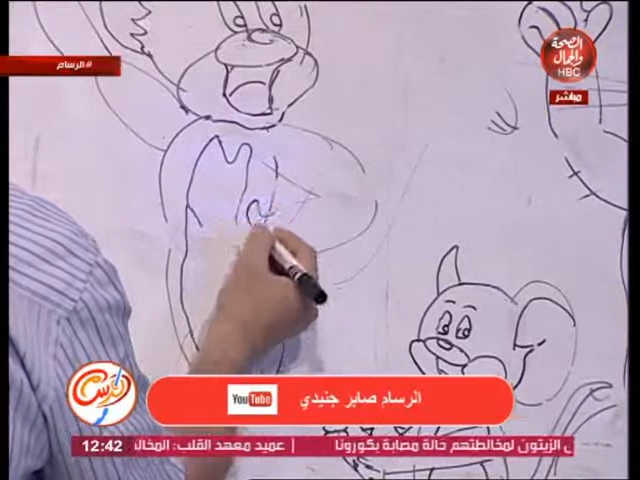 #الرسام
الصحة
والجمال
HBC
مباشر
الرسام صابر جنيدي
YouTube
الرسام
12:42
ى الزيتون لمخالطتهم حالة مصابة بكورونا | عميد معهد القلب: المخال